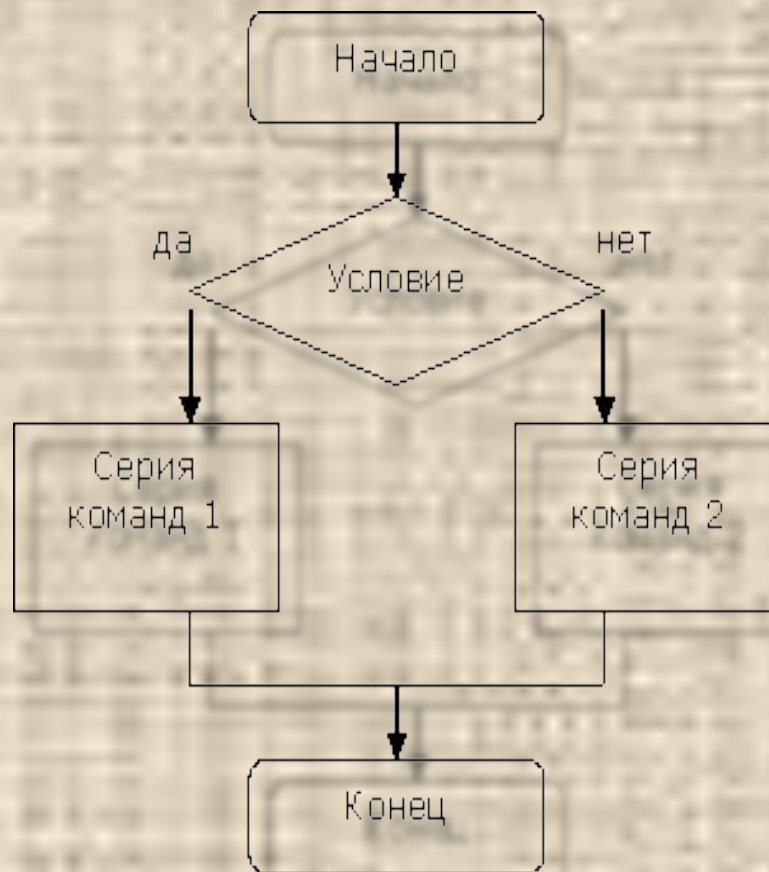 Начало
да
нет
Условие
Серия
команд 1
Серия
команд 2
Конец